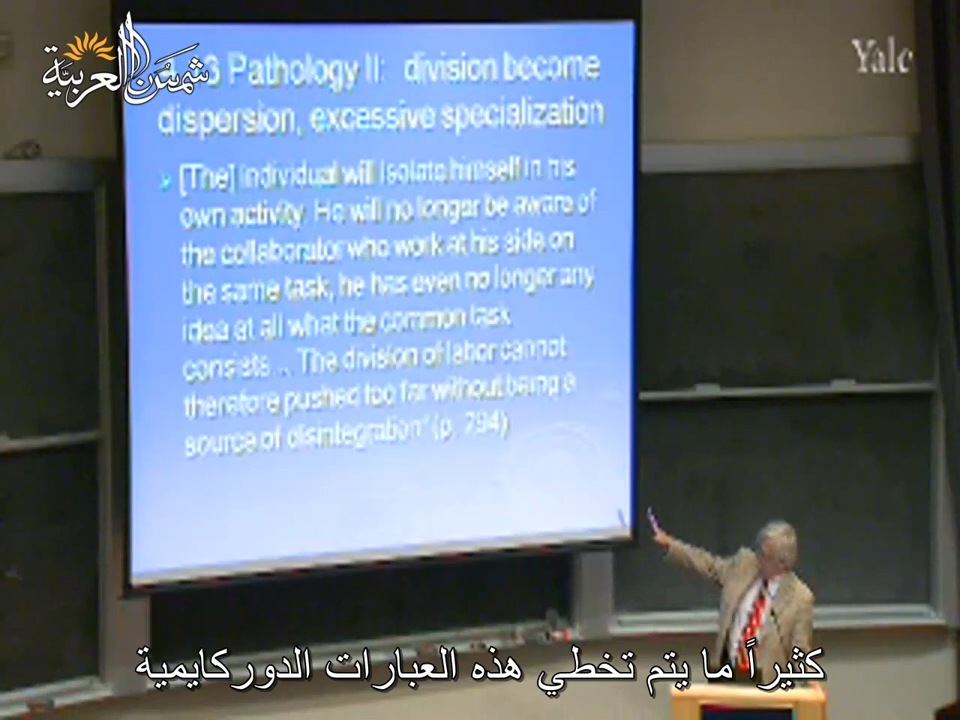 شمس العربية
Yale
3 Pathology II: division become
dispersion, excessive specialization
[The] individual will isolate himself in his
own activity. He will no longer be aware of
the collaborator who work at his side on
the same task, he has even no longer any
idea at all what the common task
consists... The division of labor cannot
therefore pushed too far without being a
source of disintegration' (p. 294)
كثيراً ما يتم تخطي هذه العبارات الدوركايمية